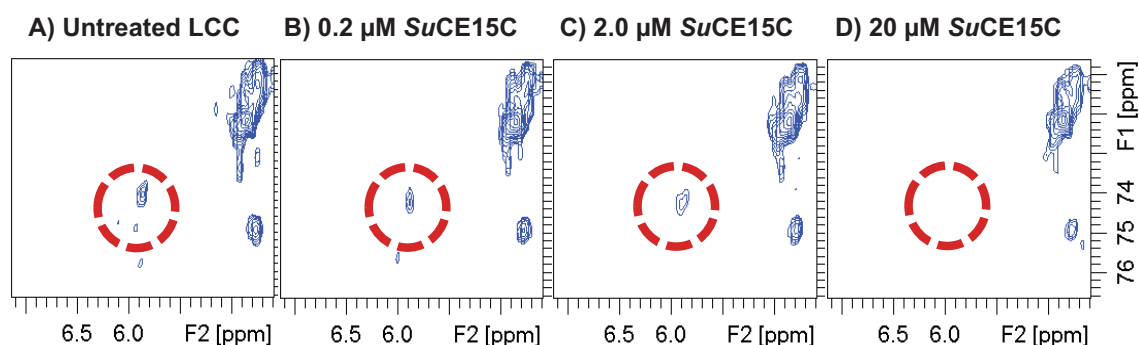 A) Untreated LCC
B) 0.2 µM SuCE15C
C) 2.0 µM SuCE15C
D) 20 µM SuCE15C
F1 [ppm]
74
75
76
6.5 6.0 F2 [ppm]
6.5 6.0 F2 [ppm]
6.5 6.0 F2 [ppm]
6.5 6.0 F2 [ppm]